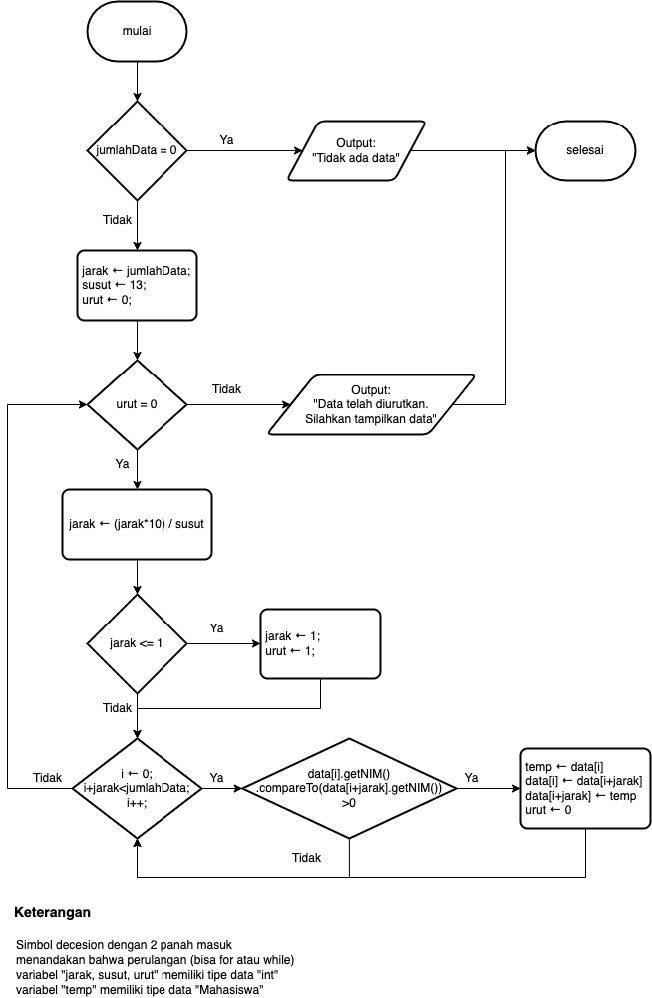 mulai
jumlahData = 0
Ya
Output:
"Tidak ada data"
selesai
Tidak
jarak ← jumlahData;
susut ← 13;
urut ← 0;
urut = 0
Tidak
Output:
"Data telah diurutkan.
Silahkan tampilkan data"
Ya
jarak ← (jarak*10) / susut
jarak <= 1
Ya
jarak ← 1;
urut ← 1;
Tidak
i ← 0;
i+jarak<jumlahData;
i++;
Tidak
Ya
data[i].getNIM()
.compareTo(data[i+jarak].getNIM())
>0
Ya
temp ← data[i]
data[i] ← data[i+jarak]
data[i+jarak] ← temp
urut ← 0
Tidak
Keterangan
Simbol decesion dengan 2 panah masuk
menandakan bahwa perulangan (bisa for atau while)
variabel "jarak, susut, urut" memiliki tipe data "int"
variabel "temp" memiliki tipe data "Mahasiswa"